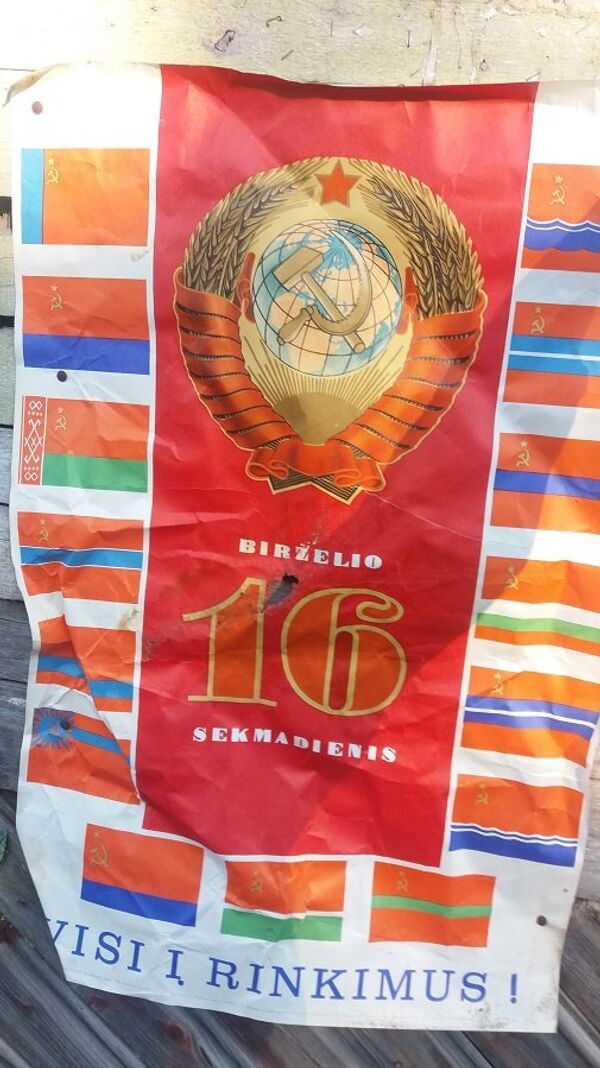 BIRŽELIO
16
SEKMADIENIS
VISI Į RINKIMUS !